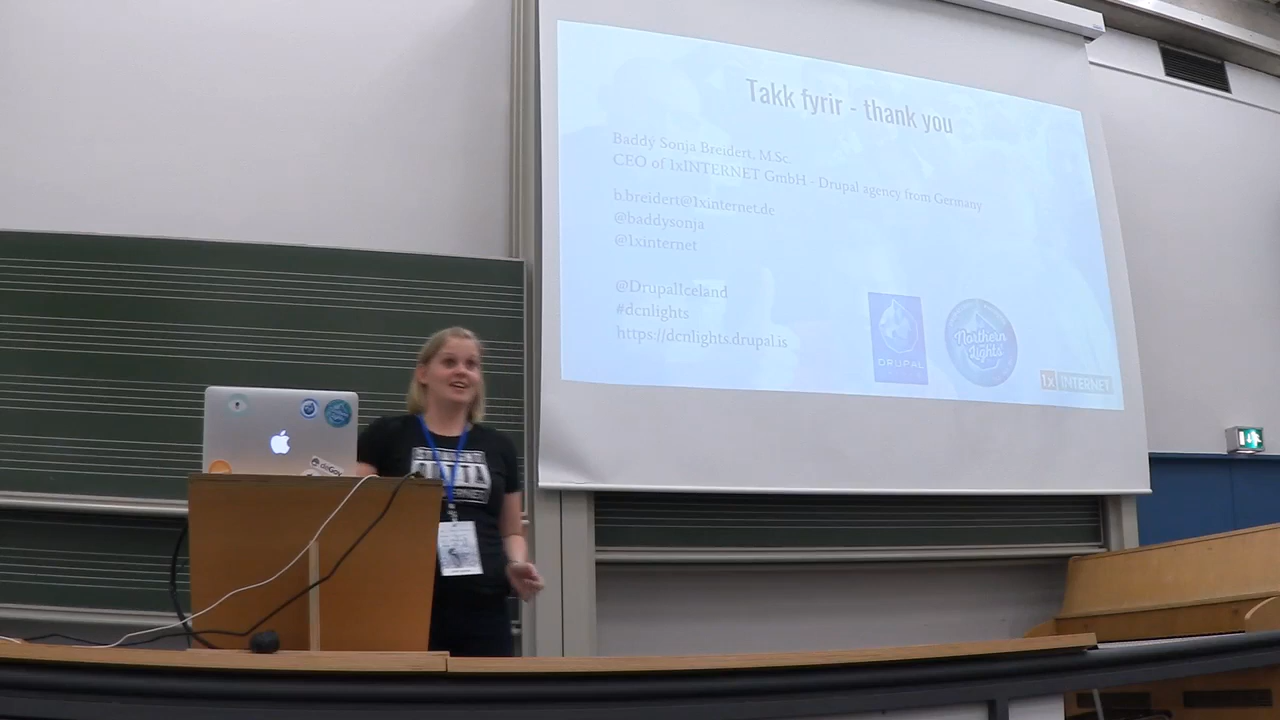 Takk fyrir - thank you
Baddý Sonja Breidert, M.Sc.
CEO of 1xINTERNET GmbH - Drupal agency from Germany
b.breidert@1xinternet.de
@baddysonja
@1xinternet
@DrupalIceland
#dcnlights
https://dcnlights.drupal.is
DRUPAL
Northern
Lights
1x INTERNET
deGov